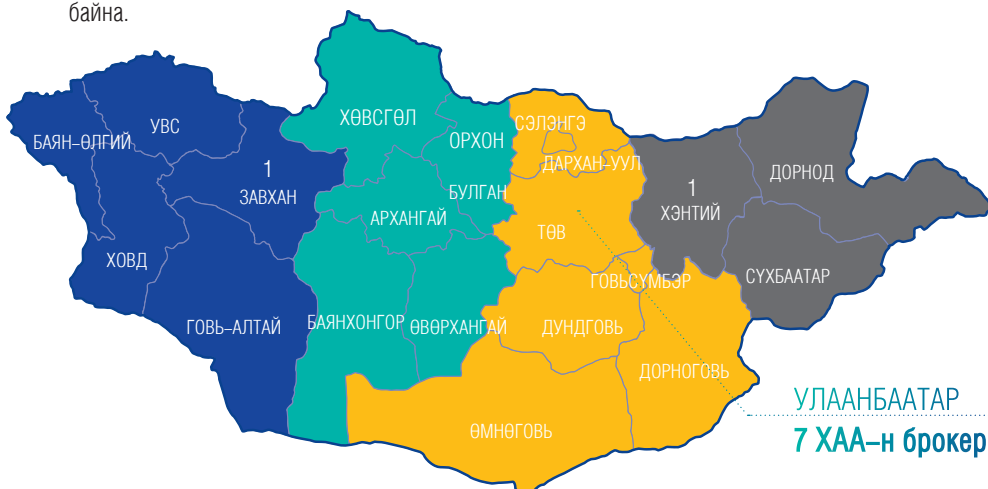 байна.
ХӨВСГӨЛ
СЭЛЭНГЭ
УВС
БАЯН–ӨЛГИЙ
ОРХОН
ДАРХАН-УУЛ
1
ЗАВХАН
1
ХЭНТИЙ
ДОРНОД
БУЛГАН
АРХАНГАЙ
ТӨВ
ХОВД
ГОВЬСҮМБЭР
СҮХБААТАР
ГОВЬ–АЛТАЙ
БАЯНХОНГОР
ӨВӨРХАНГАЙ
ДУНДГОВЬ
ДОРНОГОВЬ
ӨМНӨГОВЬ
УЛААНБААТАР
7 ХАА–н брокер